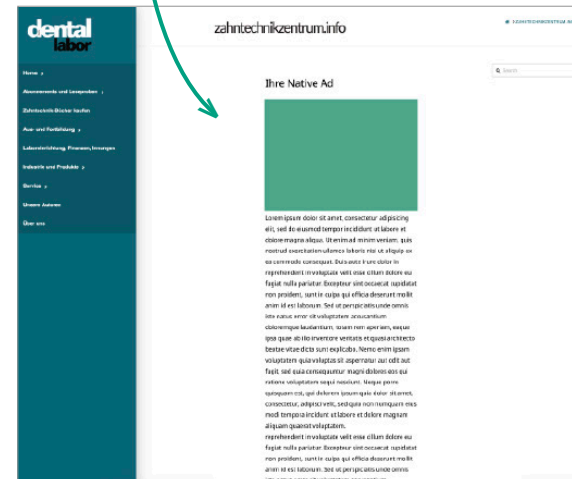 dental
labor
Home ›
Abonnements und Leseproben ›
Zahntechnik Bücher kaufen
Aus- und Fortbildung ›
Laboreinrichtung, Finanzen, Innungen
Industrie und Produkte ›
Service ›
Unsere Autoren
Über uns
zahntechnikzentrum.info
ZAHNTECHNIKZENTRUM
Search
Ihre Native Ad
Lorem ipsum dolor sit amet, consectetur adipiscing
elit, sed do eiusmod tempor incididunt ut labore et
dolore magna aliqua. Ut enim ad minim veniam, quis
nostrud exercitation ullamco laboris nisi ut aliquip ex
ea commodo consequat. Duis aute irure dolor in
reprehenderit in voluptate velit esse cillum dolore eu
fugiat nulla pariatur. Excepteur sint occaecat cupidatat
non proident, sunt in culpa qui officia deserunt mollit
anim id est laborum. Sed ut perspiciatis unde omnis
iste natus error sit voluptatem accusantium
doloremque laudantium, totam rem aperiam, eaque
ipsa quae ab illo inventore veritatis et quasi architecto
beatae vitae dicta sunt explicabo. Nemo enim ipsam
voluptatem quia voluptas sit aspernatur aut odit aut
fugit, sed quia consequuntur magni dolores eos qui
ratione voluptatem sequi nesciunt. Neque porro
quisquam est, qui dolorem ipsum quia dolor sit amet,
consectetur, adipisci velit, sed quia non numquam eius
modi tempora incidunt ut labore et dolore magnam
aliquam quaerat voluptatem.
reprehenderit in voluptate velit esse cillum dolore eu
fugiat nulla pariatur. Excepteur sint occaecat cupidatat
non proident, sunt in culpa qui officia deserunt mollit
anim id est laborum. Sed ut perspiciatis unde omnis